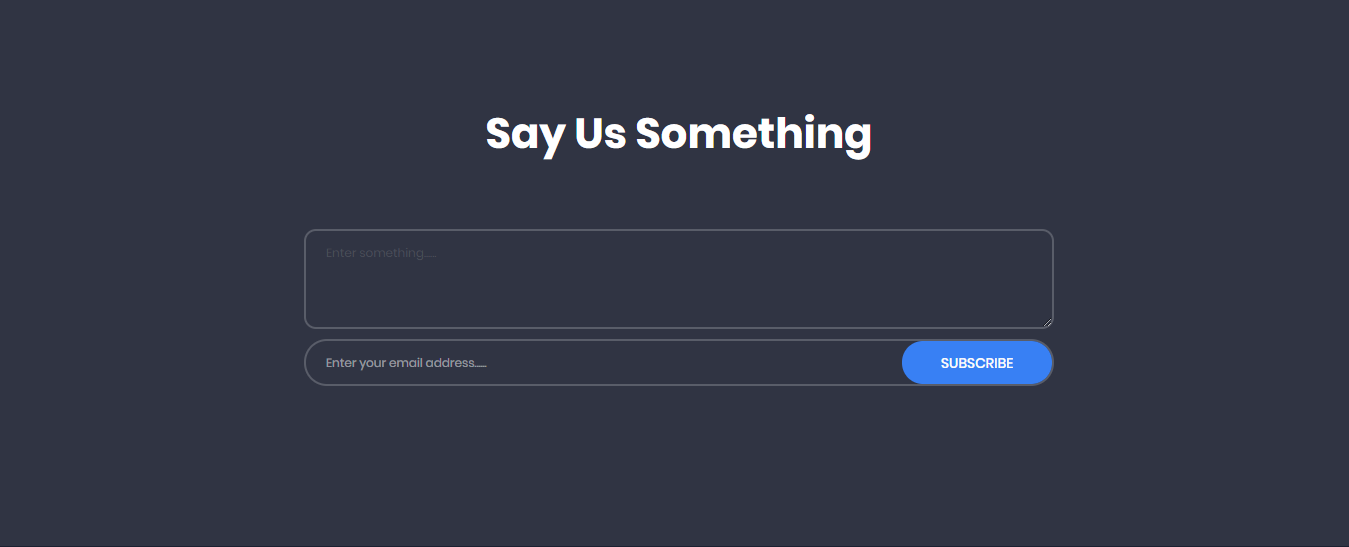 Say Us Something
Enter something.....
Enter your email address.....
SUBSCRIBE